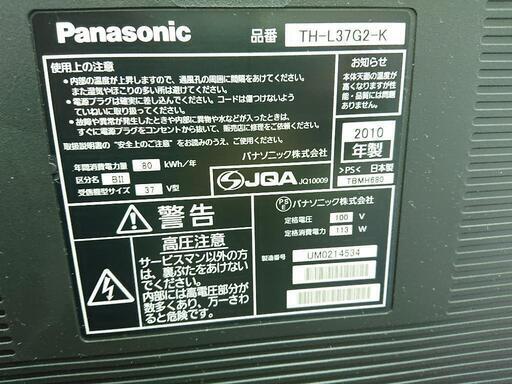 Panasonic
品番 TH-L37G2-K
使用上の注意
・内部の温度が上昇しますので、通風孔の周囲に間隔をあけてください。
また湿気やほこりの多い所は避けてください。
・電源プラグは確実に差し込んでください。コードは傷つけないよう
ていねいに取り扱ってください。
・故障や異常が発生したときや内部に異物や水などが入ったときは、
すぐに電源プラグをコンセントから抜いて、販売店に修理をご依頼ください。
取扱説明書の"安全上のご注意"をお読みのうえ、ご使用ください。
お知らせ
本体天面の温度が
高くなりますが性
能・品質には問題
ありません。
パナソニック株式会社
2010
年製
年間消費電力量 80 kWh/年
区分名 BII
受信機型サイズ 37 V型
JQA JQ10009
<PS> 日本製
TBMH680
警告
高圧注意
サービスマン以外の方
は、裏ぶたをあけない
でください。
内部には高電圧部分が
数多くあり、万一さわ
ると危険です。
PSE パナソニック株式会社
定格電圧 100 V
定格消費電力 113 W
製造番号 UM0214534